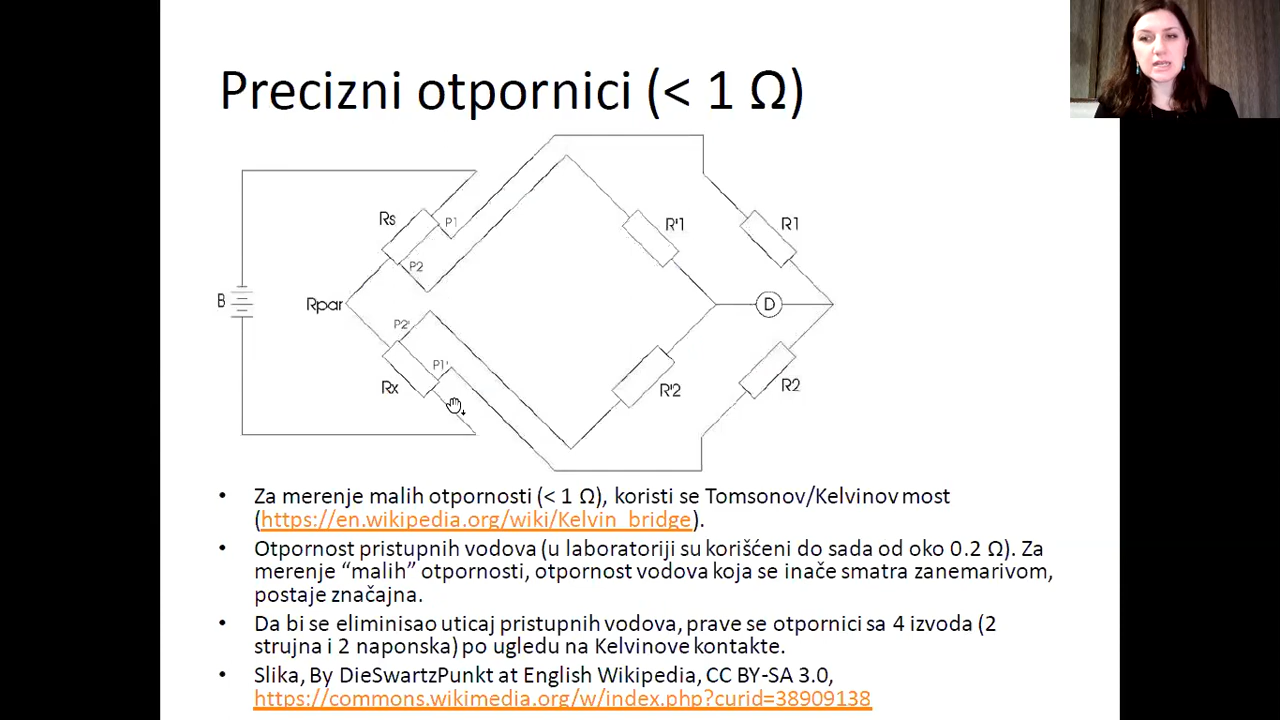 Precizni otpornici (< 1 Ω)
Rs
P1
P2
R'1
R1
B
Rpar
D
P2'
P1'
Rx
R'2
R2
• Za merenje malih otpornosti (< 1 Ω), koristi se Tomsonov/Kelvinov most
(https://en.wikipedia.org/wiki/Kelvin_bridge).
• Otpornost pristupnih vodova (u laboratoriji su korišćeni do sada od oko 0.2 Ω). Za
merenje “malih” otpornosti, otpornost vodova koja se inače smatra zanemarivom,
postaje značajna.
• Da bi se eliminisao uticaj pristupnih vodova, prave se otpornici sa 4 izvoda (2
strujna i 2 naponska) po ugledu na Kelvinove kontakte.
• Slika, By DieSwartzPunkt at English Wikipedia, CC BY-SA 3.0,
https://commons.wikimedia.org/w/index.php?curid=38909138